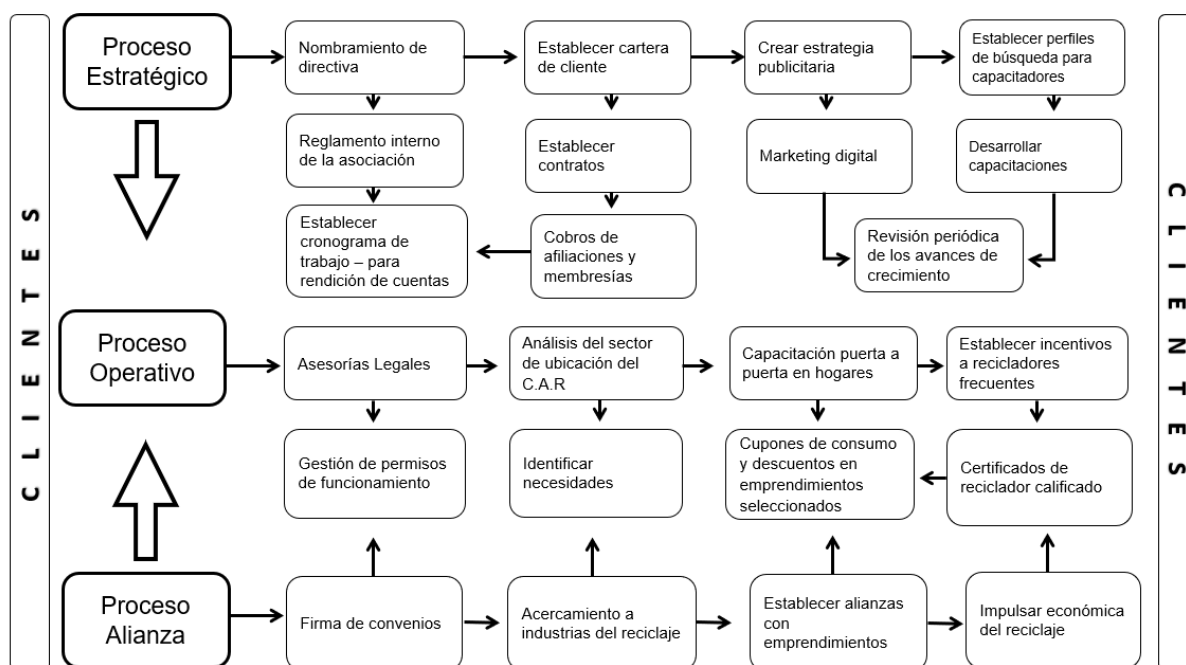 CLIENTES
Proceso
Estratégico
Nombramiento de
directiva
Establecer cartera
de cliente
Crear estrategia
publicitaria
Establecer perfiles
de búsqueda para
capacitadores
Reglamento interno
de la asociación
Establecer
contratos
Marketing digital
Desarrollar
capacitaciones
Establecer
cronograma de
trabajo – para
rendición de cuentas
Cobros de
afiliaciones y
membresías
Revisión periódica
de los avances de
crecimiento
Proceso
Operativo
Asesorías Legales
Análisis del sector
de ubicación del
C.A.R
Capacitación puerta a
puerta en hogares
Establecer incentivos
a recicladores
frecuentes
Gestión de permisos
de funcionamiento
Identificar
necesidades
Cupones de consumo
y descuentos en
emprendimientos
seleccionados
Certificados de
reciclador calificado
Proceso
Alianza
Firma de convenios
Acercamiento a
industrias del reciclaje
Establecer alianzas
con
emprendimientos
Impulsar económica
del reciclaje
CLIENTES